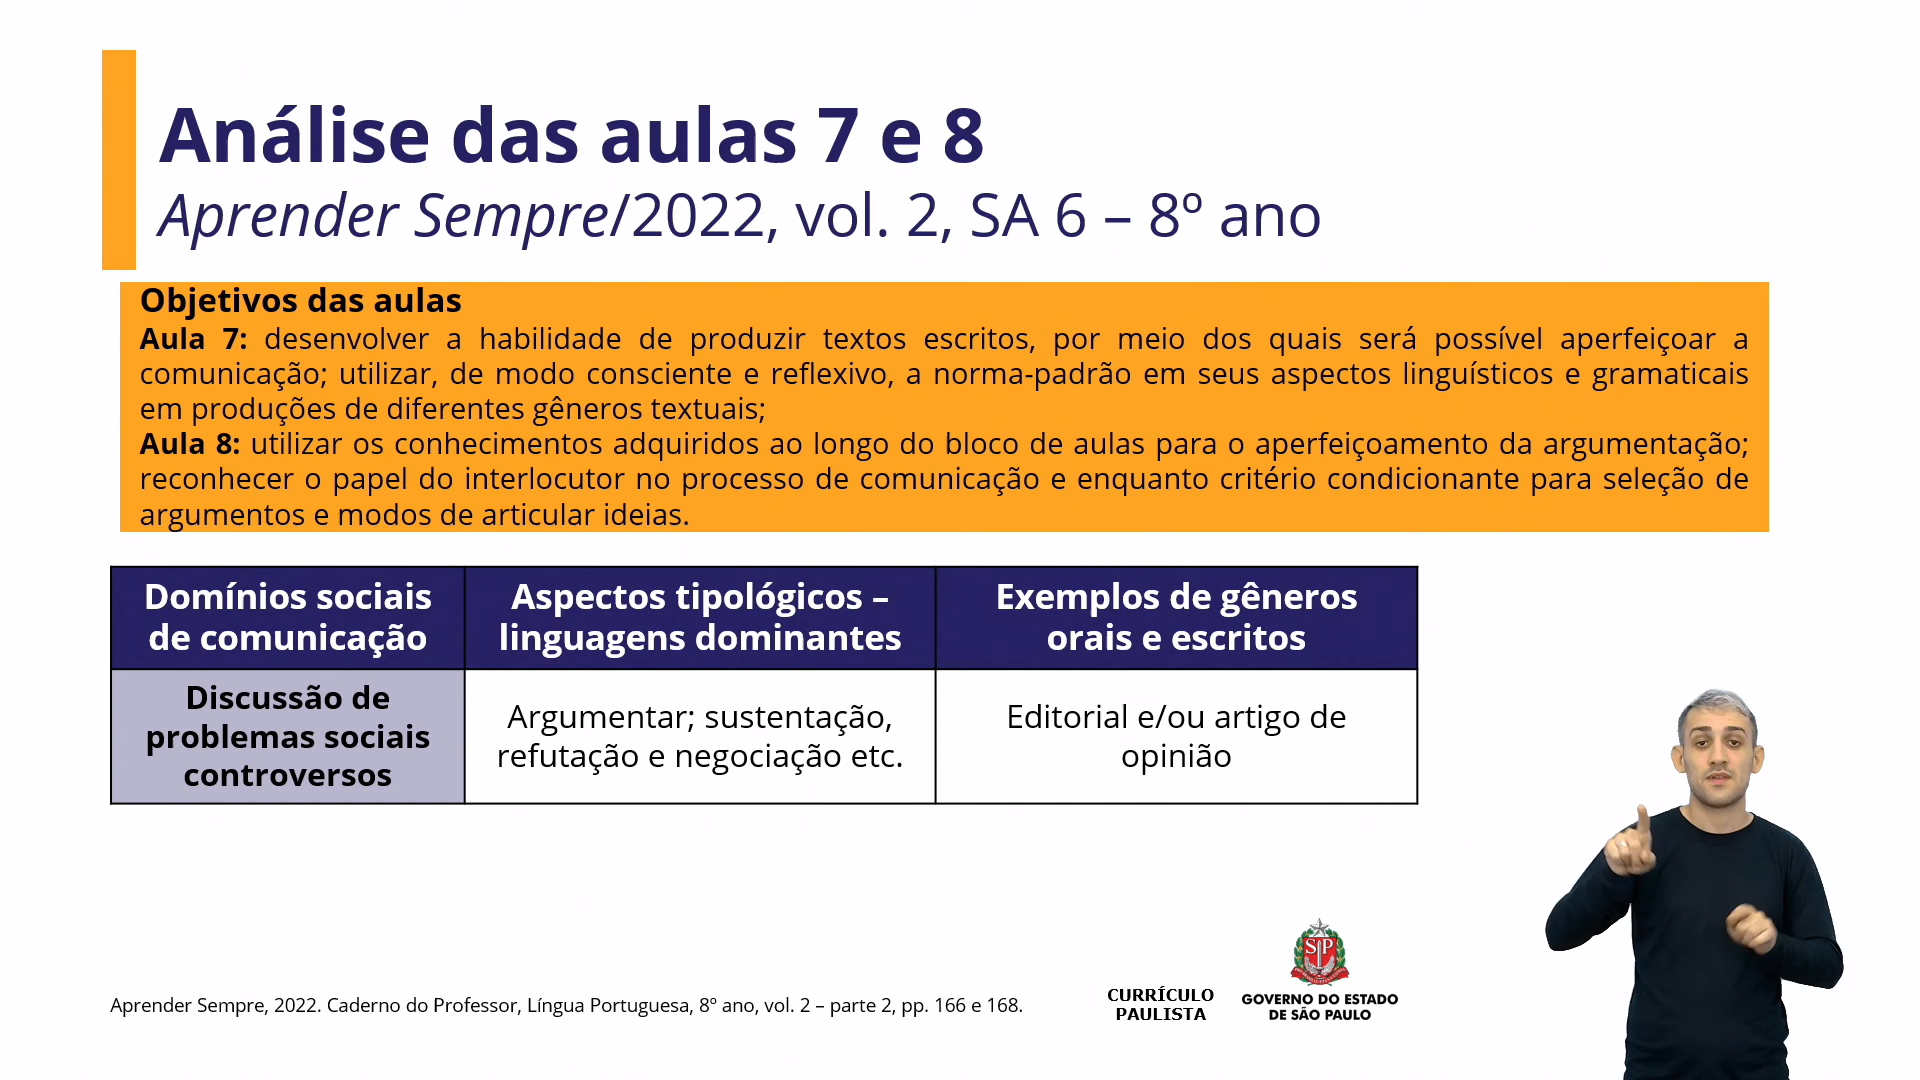 Análise das aulas 7 e 8
Aprender Sempre/2022, vol. 2, SA 6 – 8º ano
Objetivos das aulas
Aula 7: desenvolver a habilidade de produzir textos escritos, por meio dos quais será possível aperfeiçoar a
comunicação; utilizar, de modo consciente e reflexivo, a norma-padrão em seus aspectos linguísticos e gramaticais
em produções de diferentes gêneros textuais;
Aula 8: utilizar os conhecimentos adquiridos ao longo do bloco de aulas para o aperfeiçoamento da argumentação;
reconhecer o papel do interlocutor no processo de comunicação e enquanto critério condicionante para seleção de
argumentos e modos de articular ideias.
Domínios sociais
de comunicação
Aspectos tipológicos –
linguagens dominantes
Exemplos de gêneros
orais e escritos
Discussão de
problemas sociais
controversos
Argumentar; sustentação,
refutação e negociação etc.
Editorial e/ou artigo de
opinião
Aprender Sempre, 2022. Caderno do Professor, Língua Portuguesa, 8º ano, vol. 2 – parte 2, pp. 166 e 168.
CURRÍCULO
PAULISTA
SP
GOVERNO DO ESTADO
DE SÃO PAULO